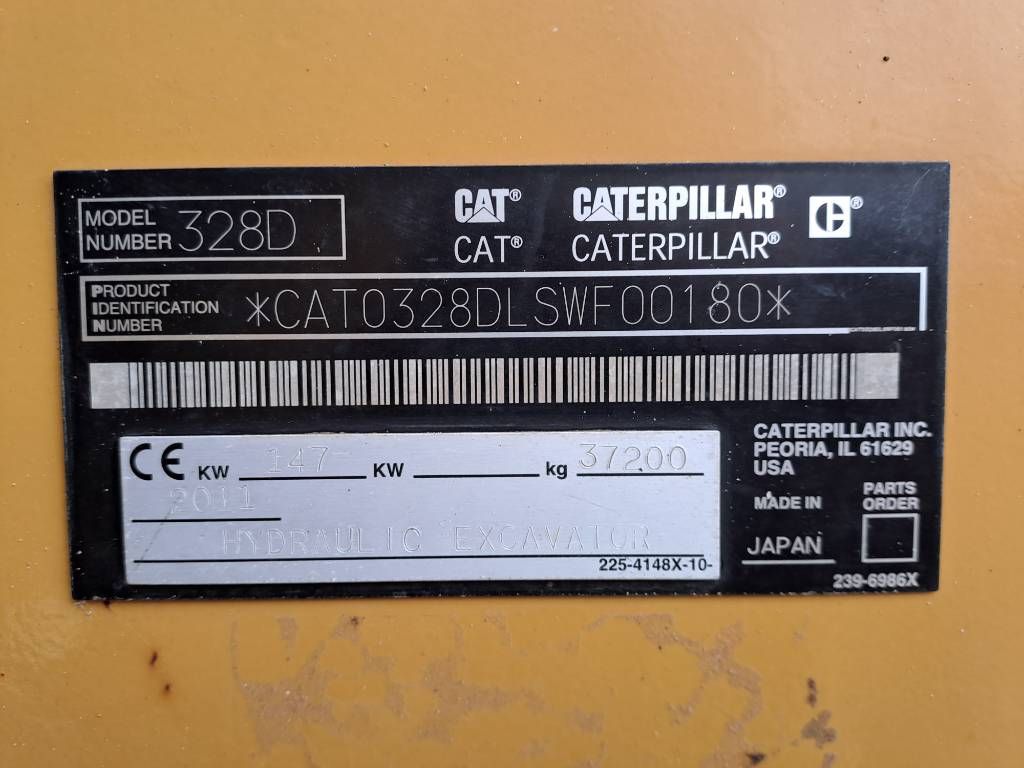 MODEL NUMBER 328D
CAT® CATERPILLAR® C®
CAT® CATERPILLAR®
PRODUCT
IDENTIFICATION
NUMBER
*CAT0328DLSWF00180*
CE KW 147 KW kg 37200
2011
HYDRAULIC EXCAVATOR
225-4148X-10-
CATERPILLAR INC.
PEORIA, IL 61629
USA
MADE IN
JAPAN
PARTS
ORDER
239-6986X